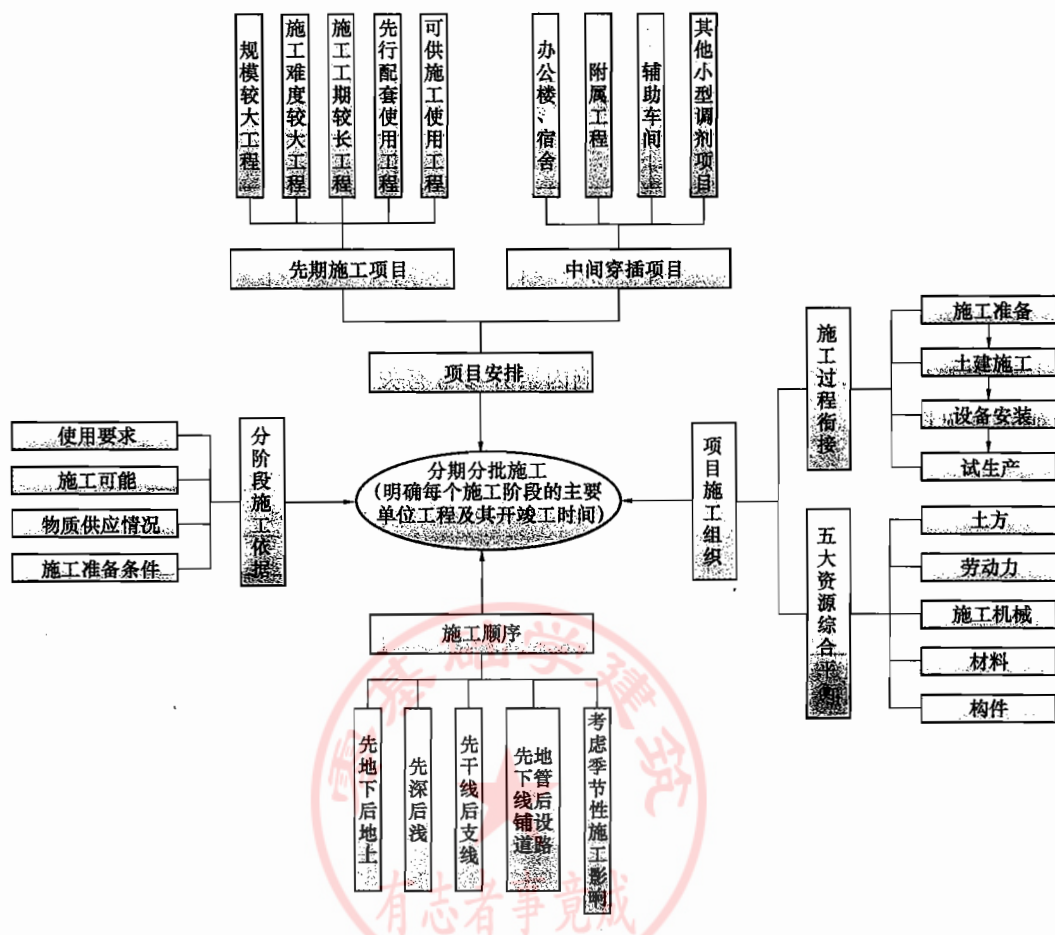 规模较大工程
施工难度较大工程
施工工期较长工程
先行配套使用工程
可供施工使用工程
办公楼、宿舍
附属工程
辅助车间
其他小型调剂项目
先期施工项目
中间穿插项目
项目安排
使用要求
施工可能
物质供应情况
施工准备条件
分阶段施工依据
分期分批施工
(明确每个施工阶段的主要
单位工程及其开竣工时间)
项目施工组织
施工过程衔接
施工准备
土建施工
设备安装
试生产
五大资源综合平衡
土方
劳动力
施工机械
材料
构件
施工顺序
先地下后地上
先深后浅
先干线后支线
先下线铺道
地管后设路
考虑季节性施工影响
零基础学建筑
有志者事竟成